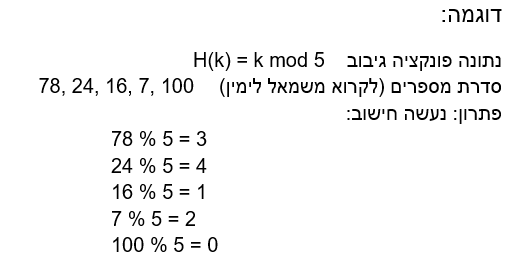 דוגמה:
נתונה פונקציה גיבוב H(k) = k mod 5
סדרת מספרים (לקרוא משמאל לימין) 78, 24, 16, 7, 100
פתרון: נעשה חישוב:
78 % 5 = 3
24 % 5 = 4
16 % 5 = 1
7 % 5 = 2
100 % 5 = 0